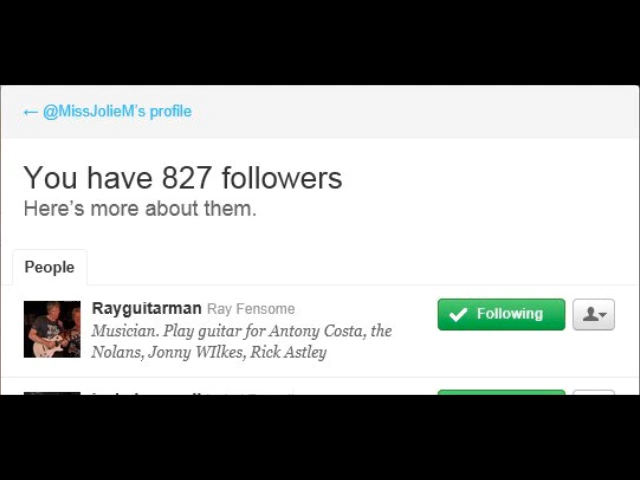 ← @MissJolieM's profile
You have 827 followers
Here's more about them.
People
Rayguitarman Ray Fensome
Following
Musician. Play guitar for Antony Costa, the
Nolans, Jonny WIlkes, Rick Astley